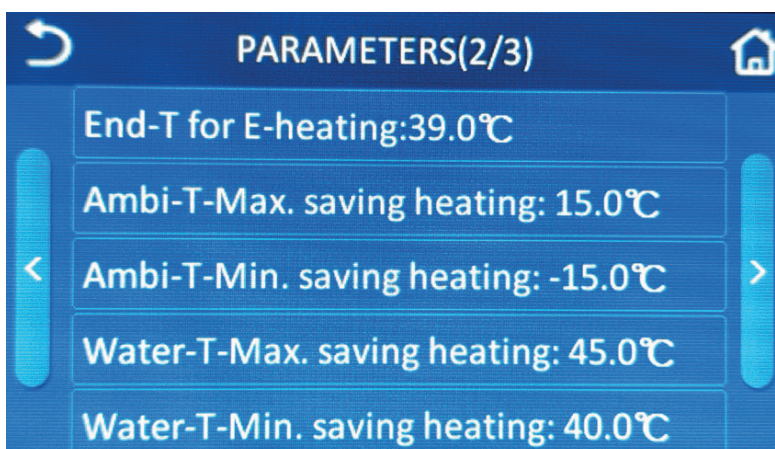 PARAMETERS(2/3)
End-T for E-heating:39.0℃
Ambi-T-Max. saving heating: 15.0℃
Ambi-T-Min. saving heating: -15.0℃
< >
Water-T-Max. saving heating: 45.0℃
Water-T-Min. saving heating: 40.0℃